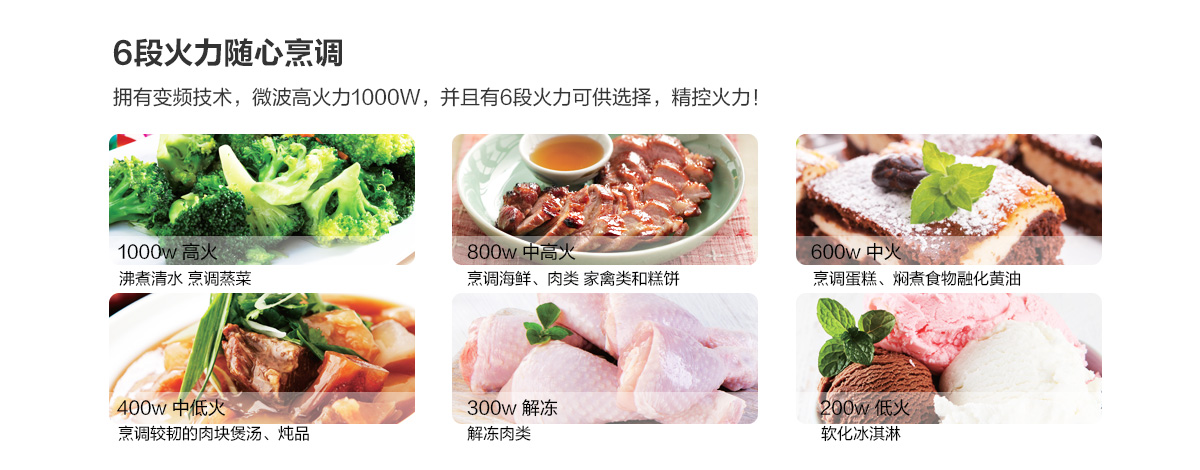 6段火力随心烹调
拥有变频技术，微波高火力1000W，并且有6段火力可供选择，精控火力！
1000w 高火
沸煮清水 烹调蒸菜
800w 中高火
烹调海鲜、肉类 家禽类和糕饼
600w 中火
烹调蛋糕、焖煮食物融化黄油
400w 中低火
烹调较韧的肉块煲汤、炖品
300w 解冻
解冻肉类
200w 低火
软化冰淇淋